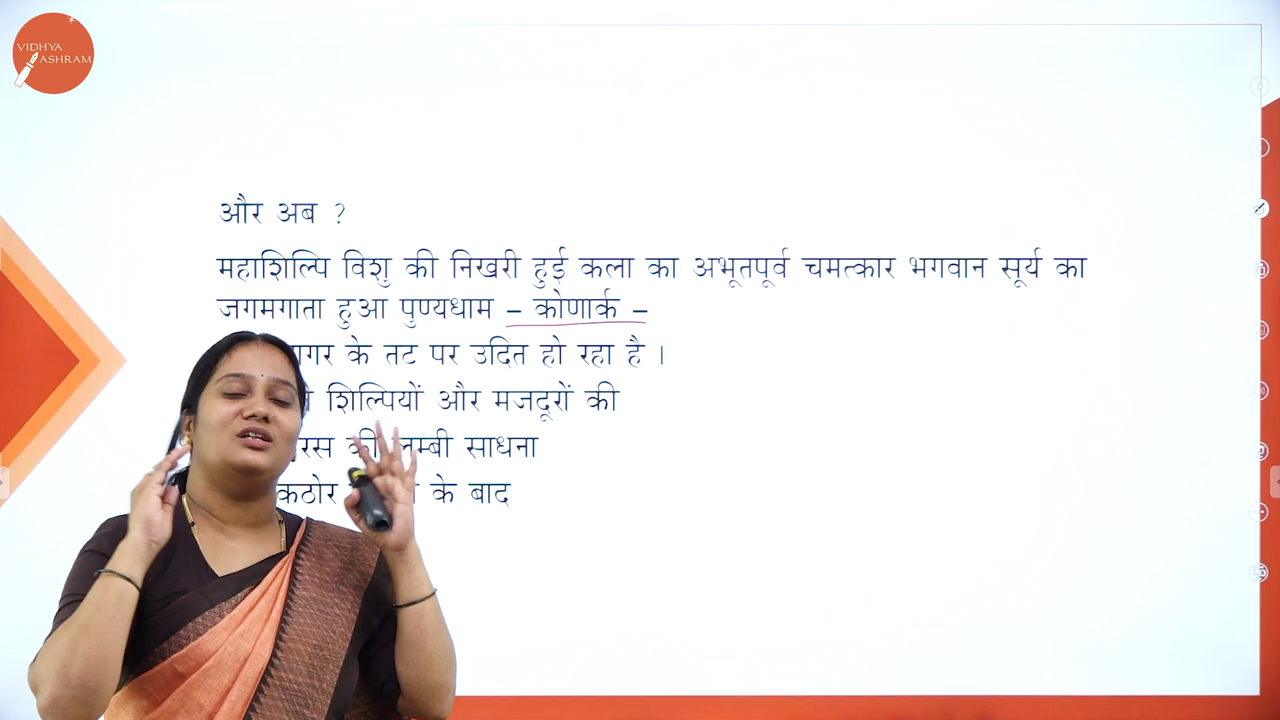 VIDHYA
ASHRAM
और अब ?
महाशिल्पि विशु की निखरी हुई कला का अभूतपूर्व चमत्कार भगवान सूर्य का
जगमगाता हुआ पुण्यधाम – कोणार्क –
के तट पर उदित हो रहा है ।
शिल्पियों और मजदूरों की
की लम्बी साधना
कठोर के बाद